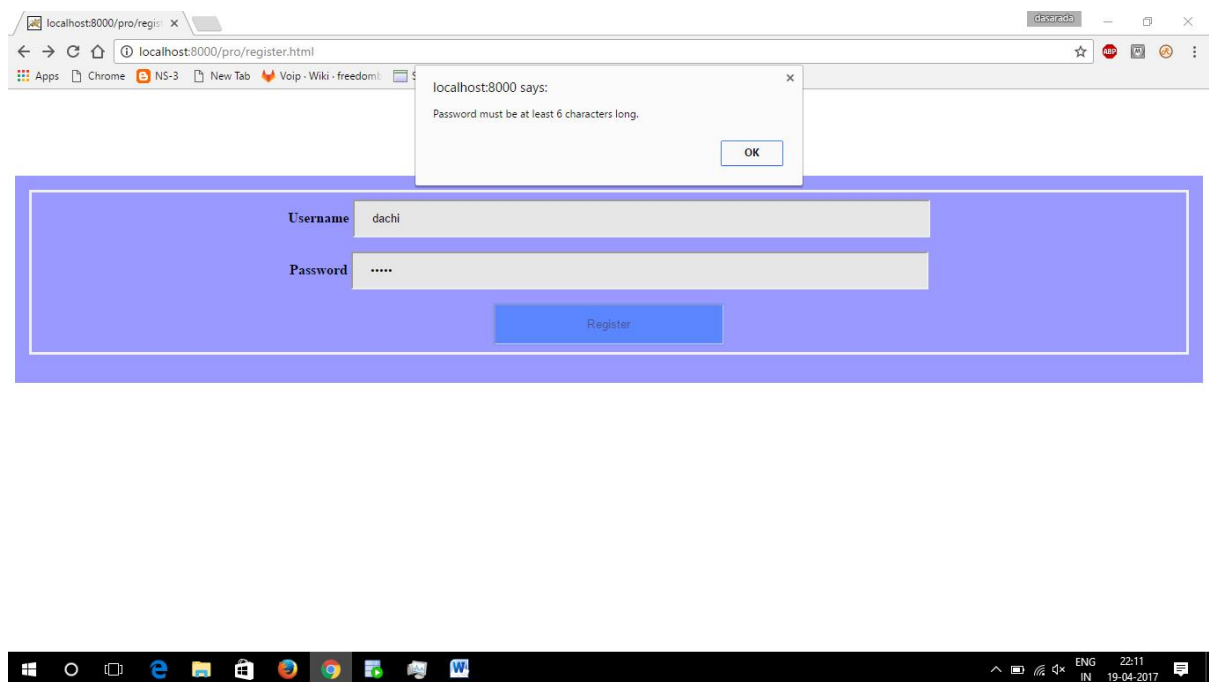 localhost:8000/pro/regis
dasarada
localhost:8000/pro/register.html
ABP
Apps Chrome NS-3 New Tab Voip - Wiki - freedomb
localhost:8000 says:
Password must be at least 6 characters long.
OK
Username dachi
Password •••••
Register
ENG 22:11
IN 19-04-2017